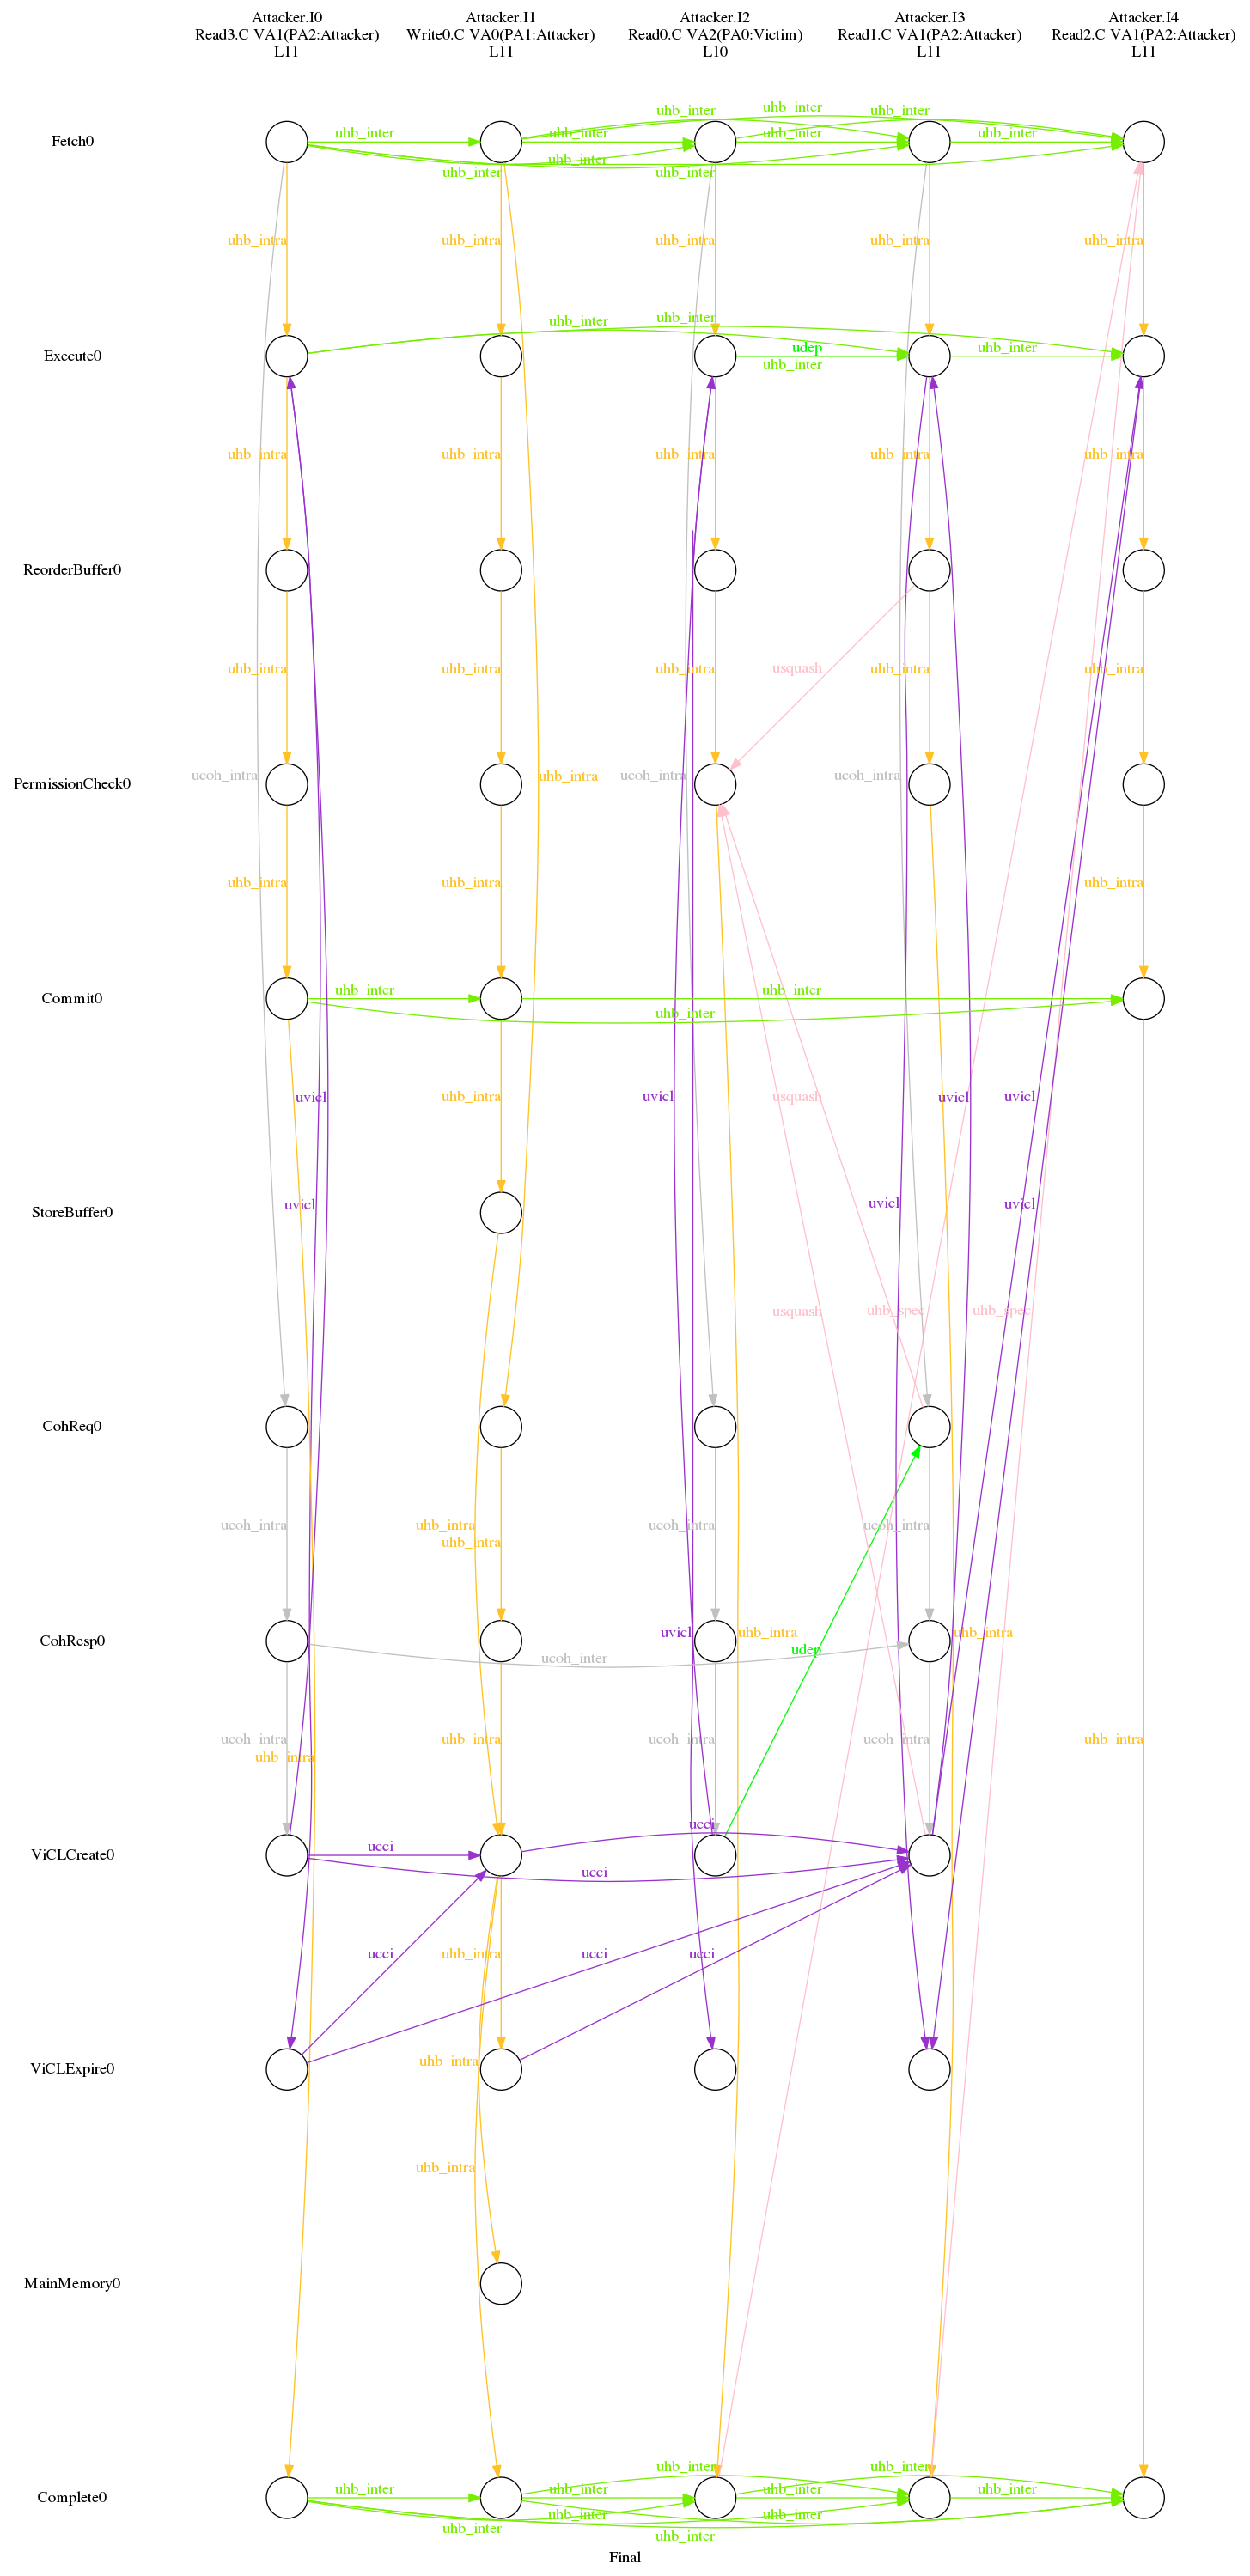 Attacker.I0
Read3.C VA1(PA2:Attacker)
L11
Attacker.I1
Write0.C VA0(PA1:Attacker)
L11
Attacker.I2
Read0.C VA2(PA0:Victim)
L10
Attacker.I3
Read1.C VA1(PA2:Attacker)
L11
Attacker.I4
Read2.C VA1(PA2:Attacker)
L11
uhb_inter
uhb_inter
uhb_inter
Fetch0
uhb_inter
uhb_inter
uhb_inter
uhb_inter
uhb_inter
uhb_inter
uhb_inter
uhb_intra
uhb_intra
uhb_intra
uhb_intra
uhb_intra
uhb_inter
uhb_inter
Execute0
udep
uhb_inter
uhb_inter
uhb_intra
uhb_intra
uhb_intra
uhb_intra
uhb_intra
ReorderBuffer0
uhb_intra
uhb_intra
uhb_intra
usquash
uhb_intra
uhb_intra
PermissionCheck0
ucoh_intra
uhb_intra
ucoh_intra
ucoh_intra
uhb_intra
uhb_intra
uhb_intra
Commit0
uhb_inter
uhb_inter
uhb_inter
uvicl
uhb_intra
uvicl
usquash
uvicl
uvicl
StoreBuffer0
uvicl
uvicl
uvicl
usquash
uhb_spec
uhb_spec
CohReq0
ucoh_intra
uhb_intra
uhb_intra
ucoh_intra
ucoh_intra
CohResp0
ucoh_inter
uvicl
uhb_intra
udep
uhb_intra
ucoh_intra
uhb_intra
uhb_intra
ucoh_intra
ucoh_intra
uhb_intra
ViCLCreate0
ucci
ucci
ucci
ucci
uhb_intra
ucci
ucci
ViCLExpire0
uhb_intra
uhb_intra
MainMemory0
Complete0
uhb_inter
uhb_inter
uhb_inter
uhb_inter
uhb_inter
uhb_inter
uhb_inter
uhb_inter
uhb_inter
uhb_inter
Final